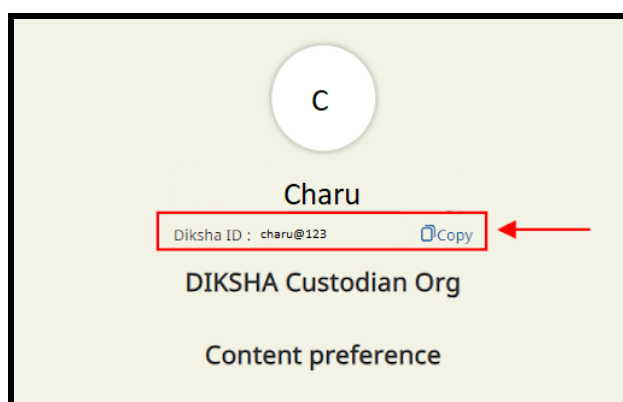 C
Charu
Diksha ID : charu@123 Copy
DIKSHA Custodian Org
Content preference